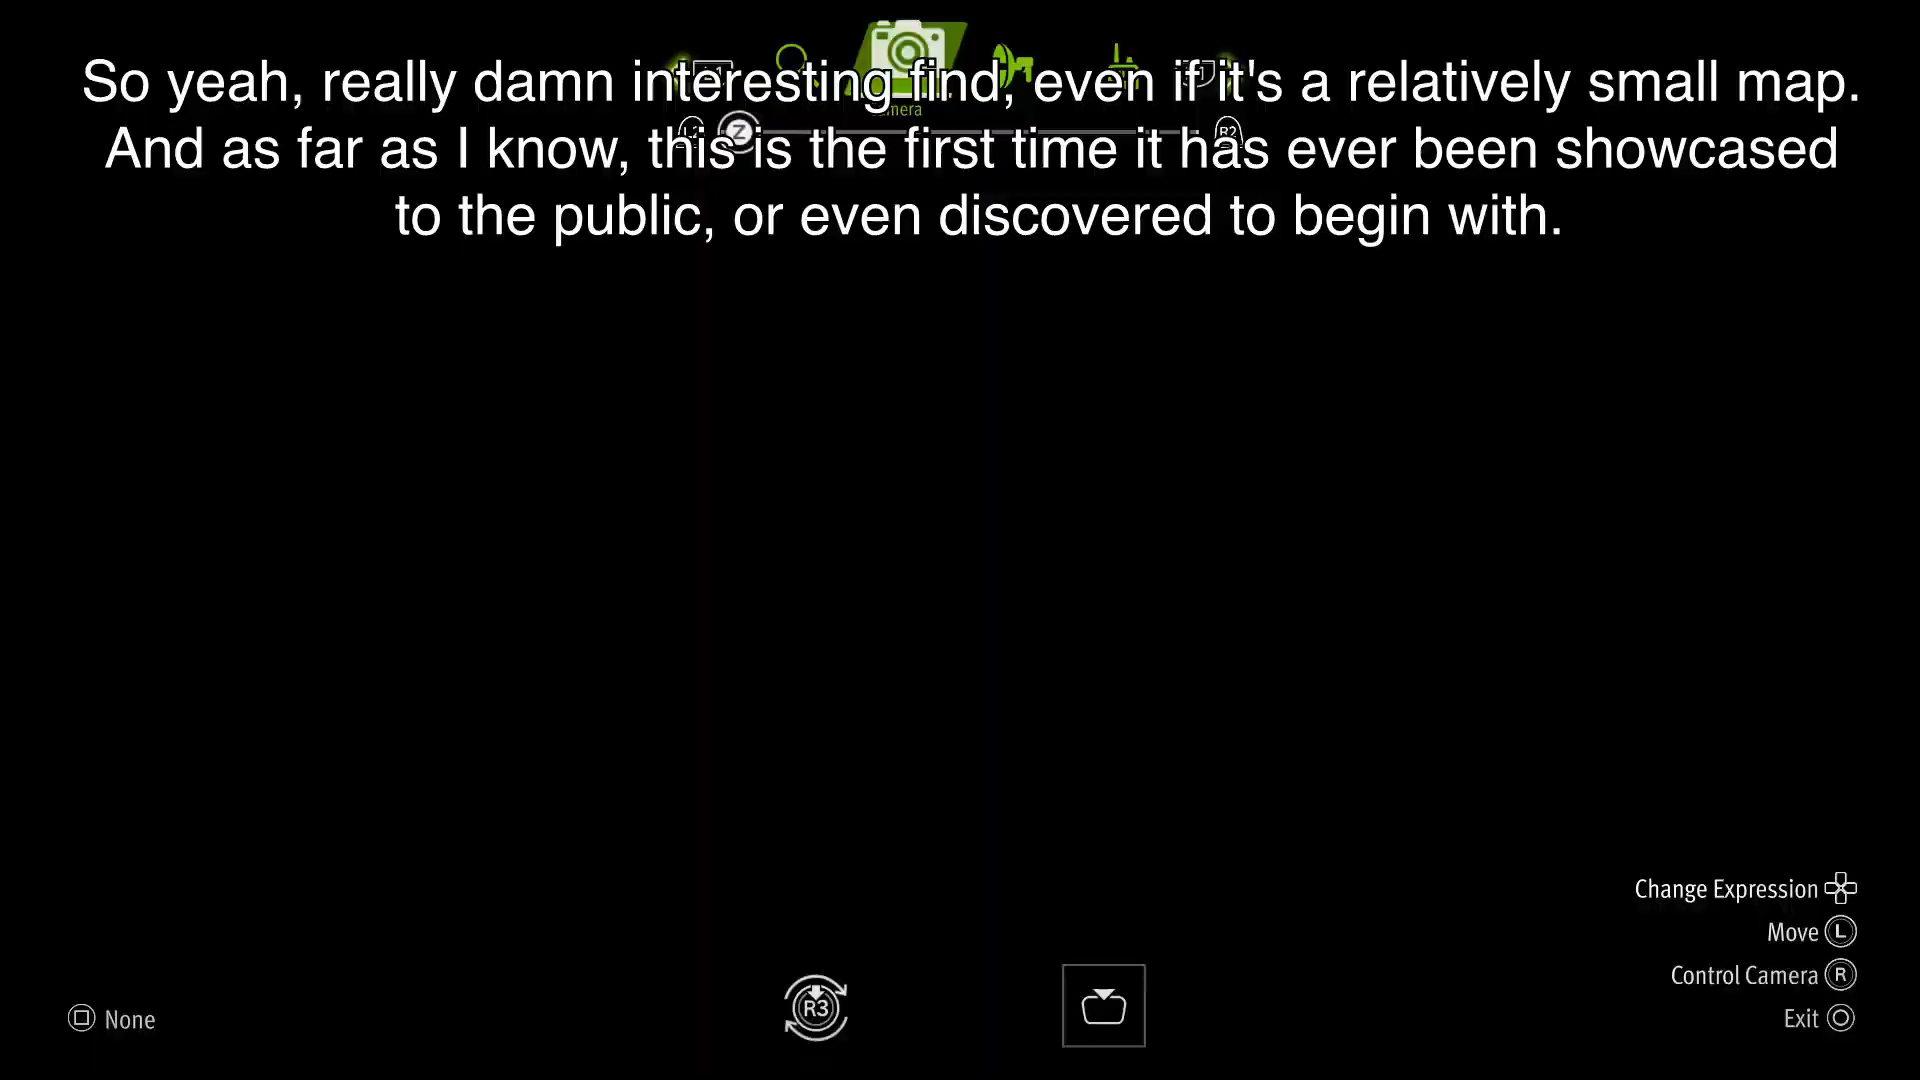 So yeah, really damn interesting find, even if it's a relatively small map.
And as far as I know, this is the first time it has ever been showcased
to the public, or even discovered to begin with.
Z
R2
Change Expression
Move L
Control Camera R
Exit
None
R3